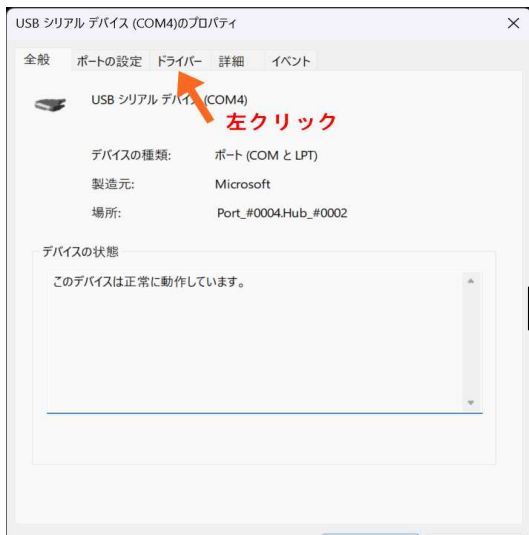 USB シリアル デバイス (COM4)のプロパティ
全般 ポートの設定 ドライバー 詳細 イベント
USB シリアル デバイス (COM4)
左クリック
デバイスの種類: ポート (COM と LPT)
製造元: Microsoft
場所: Port_#0004.Hub_#0002
デバイスの状態
このデバイスは正常に動作しています。